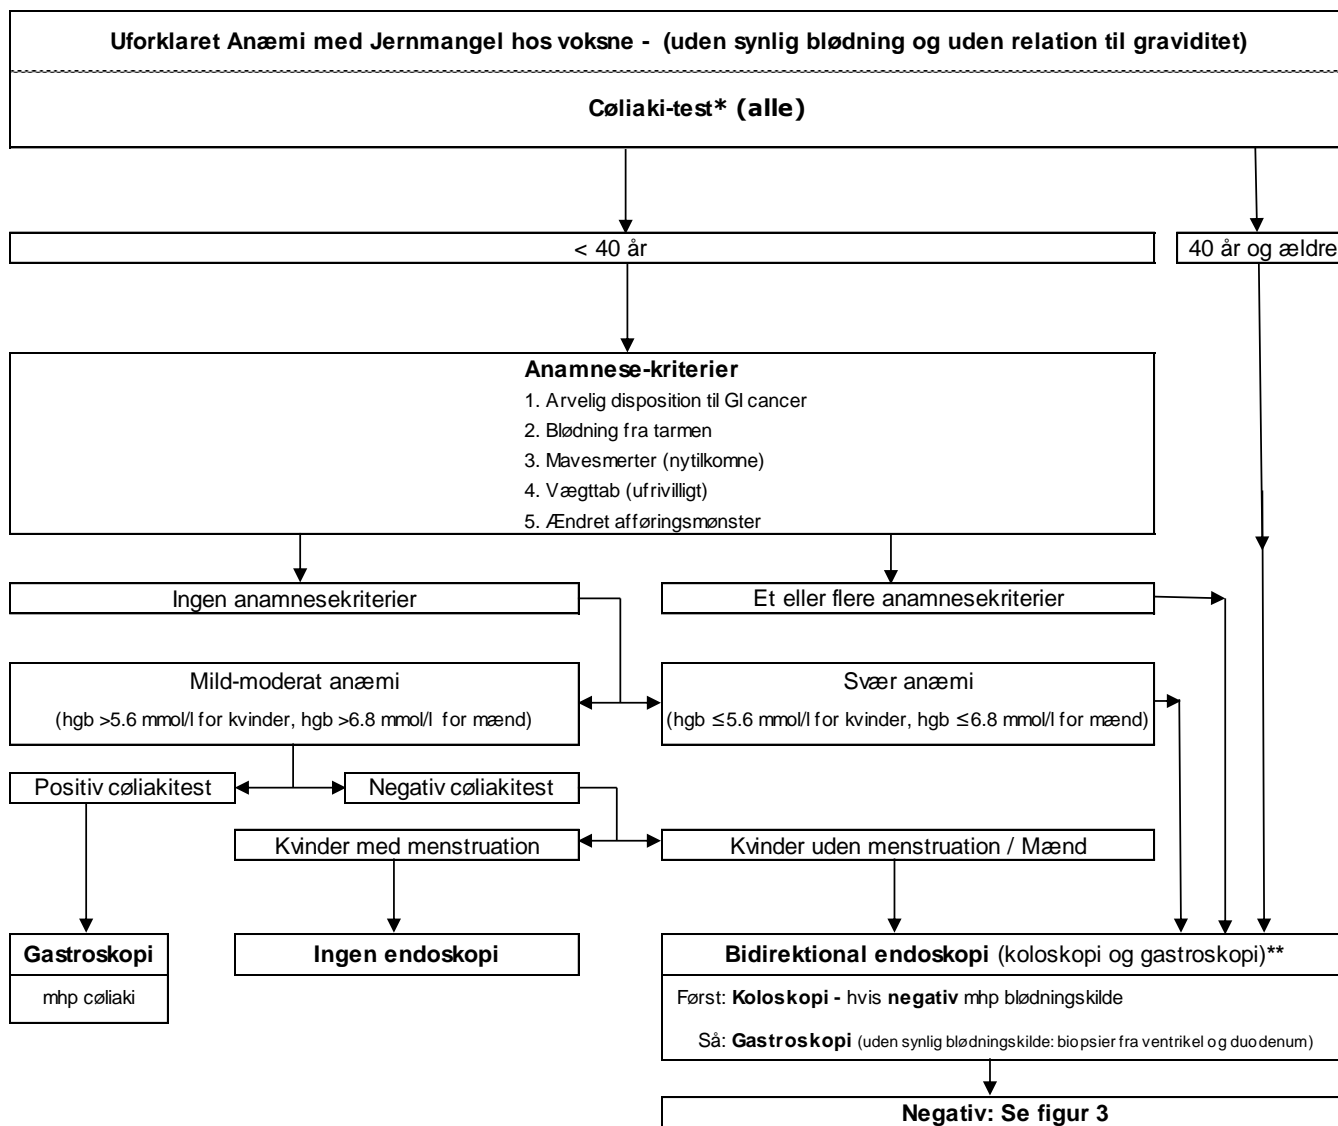 Uforklaret Anæmi med Jernmangel hos voksne - (uden synlig blødning og uden relation til graviditet)
Cøliaki-test* (alle)
< 40 år
40 år og ældre
Anamnese-kriterier
1. Arvelig disposition til GI cancer
2. Blødning fra tarmen
3. Mavesmerter (nytilkomne)
4. Vægttab (ufrivilligt)
5. Ændret afføringsmønster
Ingen anamnesekriterier
Et eller flere anamnesekriterier
Mild-moderat anæmi
(hgb >5.6 mmol/l for kvinder, hgb >6.8 mmol/l for mænd)
Svær anæmi
(hgb ≤5.6 mmol/l for kvinder, hgb ≤6.8 mmol/l for mænd)
Positiv cøliakitest
Negativ cøliakitest
Kvinder med menstruation
Kvinder uden menstruation / Mænd
Gastroskopi
mhp cøliaki
Ingen endoskopi
Bidirektional endoskopi (koloskopi og gastroskopi)**
Først: Koloskopi - hvis negativ mhp blødningskilde
Så: Gastroskopi (uden synlig blødningskilde: biopsier fra ventrikel og duodenum)
Negativ: Se figur 3